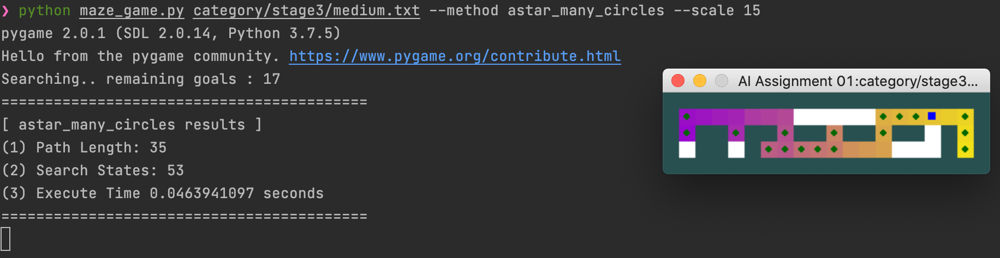 ❯ python maze_game.py category/stage3/medium.txt --method astar_many_circles --scale 15
pygame 2.0.1 (SDL 2.0.14, Python 3.7.5)
Hello from the pygame community. https://www.pygame.org/contribute.html
Searching.. remaining goals : 17
==========================================
[ astar_many_circles results ]
(1) Path Length: 35
(2) Search States: 53
(3) Execute Time 0.0463941097 seconds
==========================================
AI Assignment 01:category/stage3...